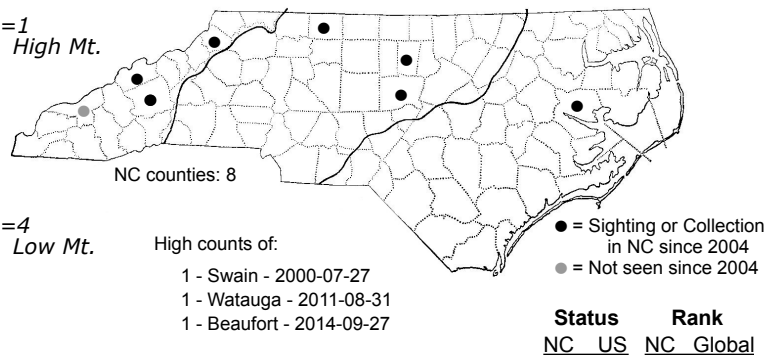 =1
High Mt.
NC counties: 8
=4
Low Mt.
High counts of:
1 - Swain - 2000-07-27
1 - Watauga - 2011-08-31
1 - Beaufort - 2014-09-27
● = Sighting or Collection
in NC since 2004
● = Not seen since 2004
Status Rank
NC US NC Global